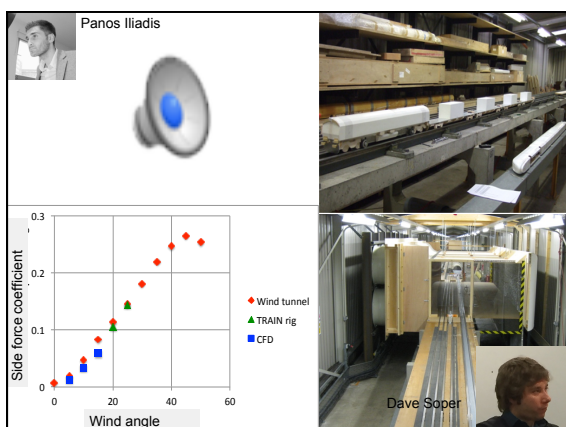 Panos Iliadis
Side force coefficient
0.3
0.2
0.1
0
0
20
40
60
Wind angle
Wind tunnel
TRAIN rig
CFD
Dave Soper